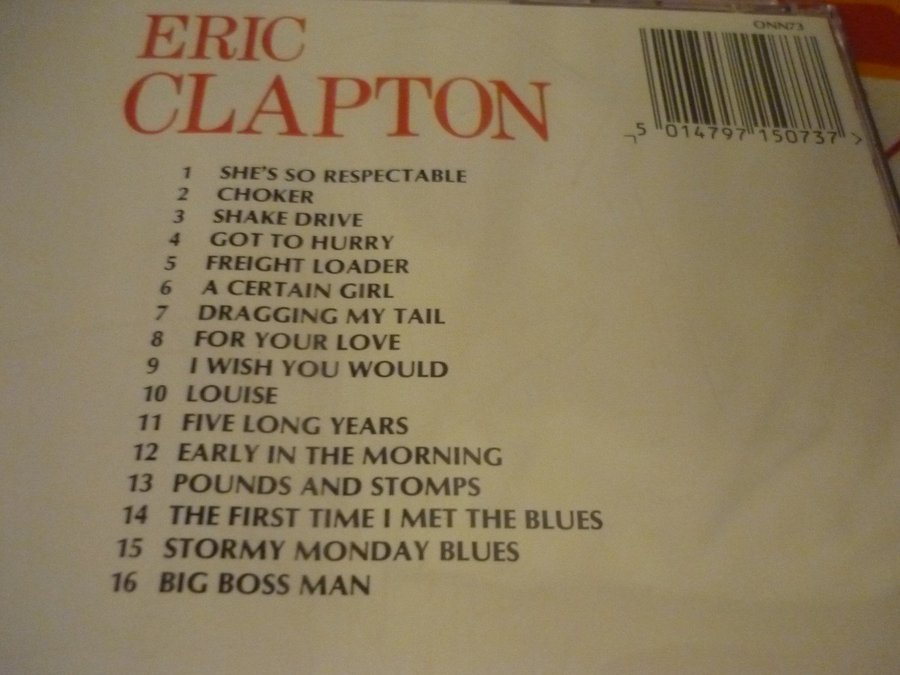 ONN73
ERIC
CLAPTON
5 014797 150737 >
1 SHE'S SO RESPECTABLE
2 CHOKER
3 SHAKE DRIVE
4 GOT TO HURRY
5 FREIGHT LOADER
6 A CERTAIN GIRL
7 DRAGGING MY TAIL
8 FOR YOUR LOVE
9 I WISH YOU WOULD
10 LOUISE
11 FIVE LONG YEARS
12 EARLY IN THE MORNING
13 POUNDS AND STOMPS
14 THE FIRST TIME I MET THE BLUES
15 STORMY MONDAY BLUES
16 BIG BOSS MAN